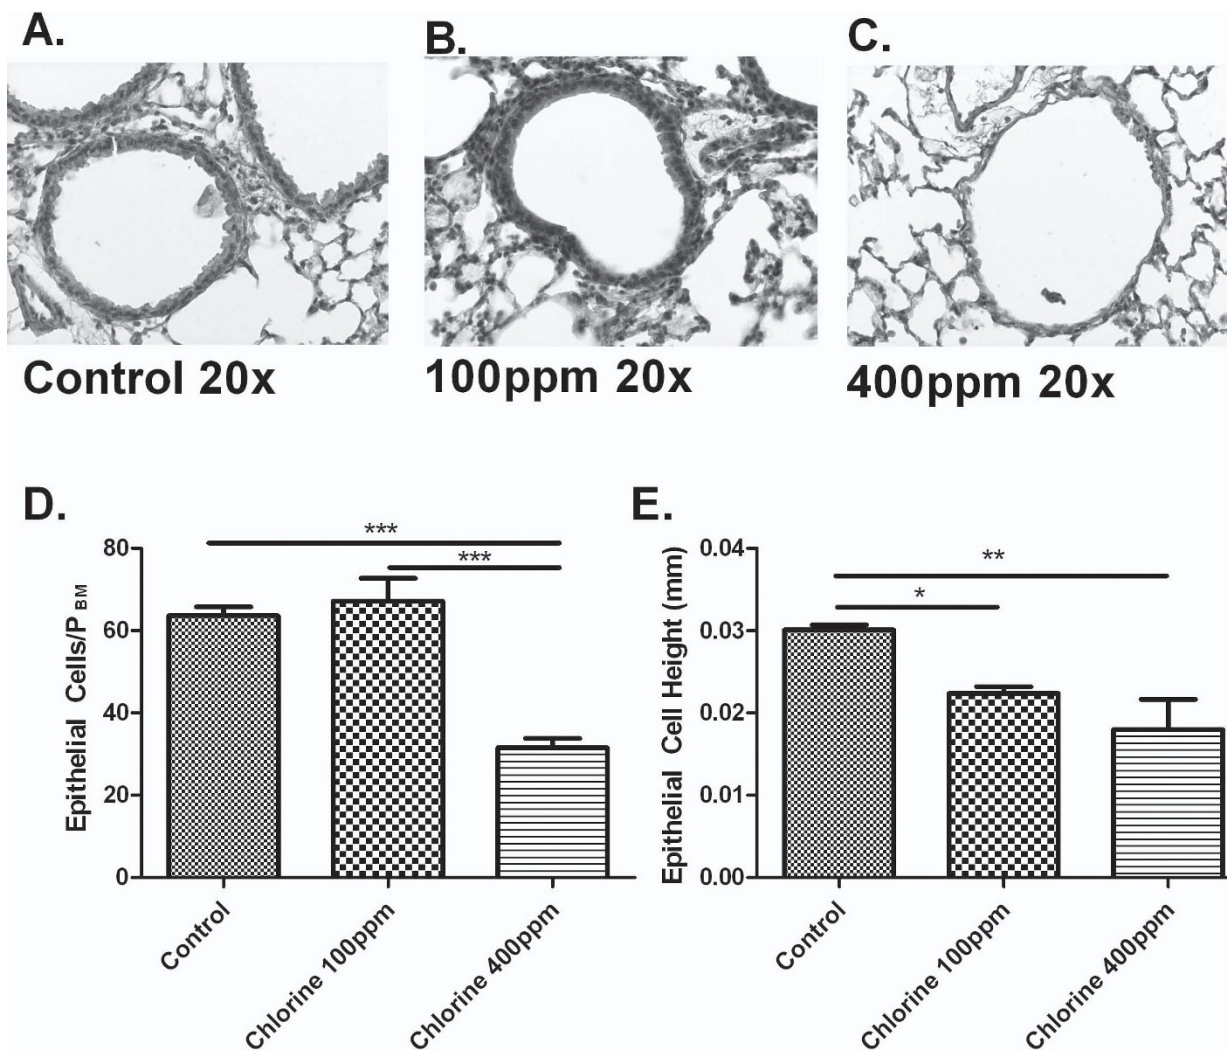 A.
B.
C.
Control 20x
100ppm 20x
400ppm 20x
D.
Epithelial Cells/P BM
80
60
40
20
0
***
***
Control
Chlorine 100ppm
Chlorine 400ppm
E.
Epithelial Cell Height (mm)
0.04
0.03
0.02
0.01
0.00
**
*
Control
Chlorine 100ppm
Chlorine 400ppm